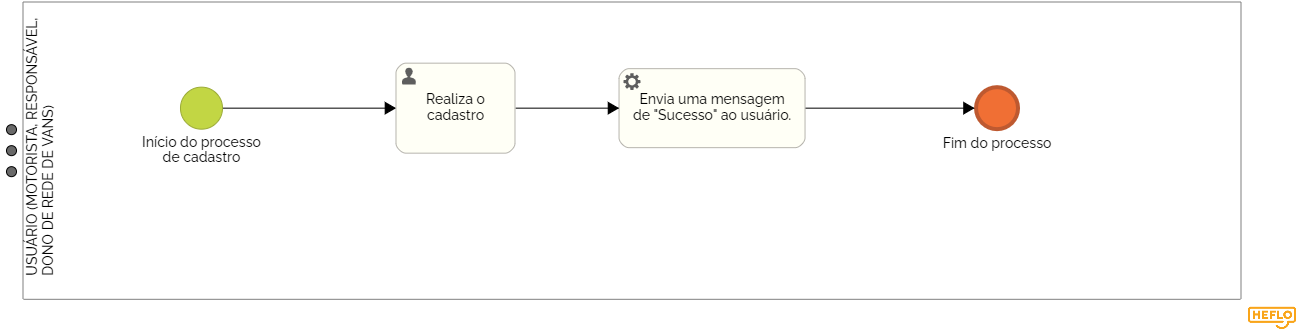 USUÁRIO (MOTORISTA, RESPONSÁVEL,
DONO DE REDE DE VANS)
Início do processo
de cadastro
Realiza o
cadastro
Envia uma mensagem
de "Sucesso" ao usuário.
Fim do processo
HEFLO